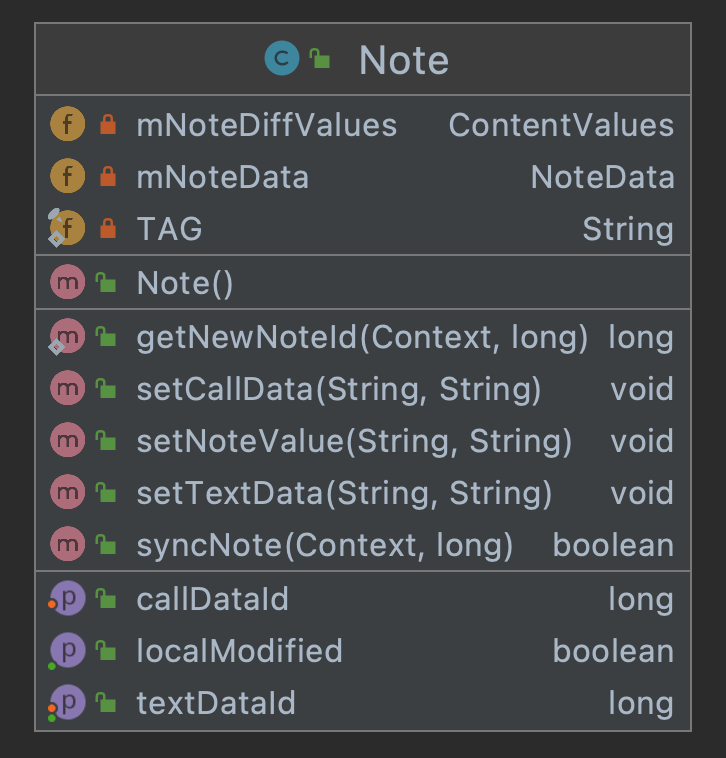 C Note
f mNoteDiffValues ContentValues
f mNoteData NoteData
f TAG String
m Note()
m getNewNoteId(Context, long) long
m setCallData(String, String) void
m setNoteValue(String, String) void
m setTextData(String, String) void
m syncNote(Context, long) boolean
p callDataId long
p localModified boolean
p textDataId long